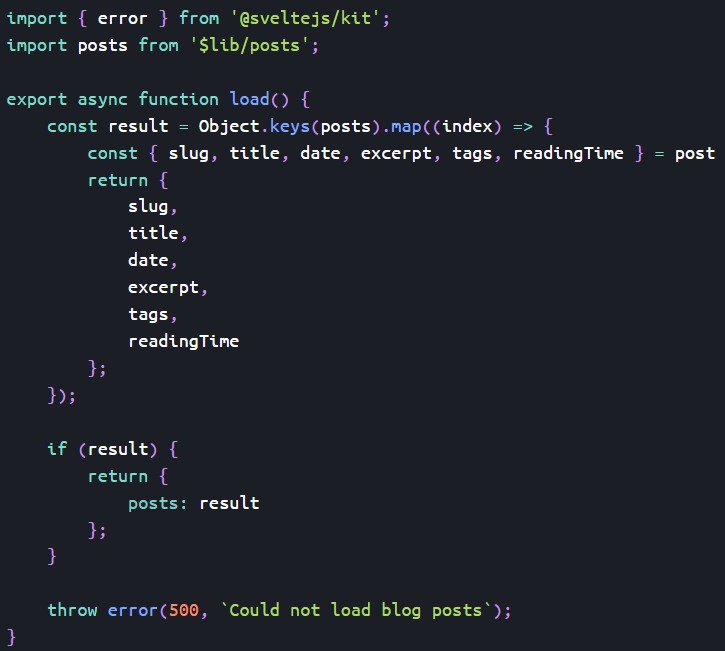 import { error } from '@sveltejs/kit';
import posts from '$lib/posts';

export async function load() {
    const result = Object.keys(posts).map((index) => {
        const { slug, title, date, excerpt, tags, readingTime } = post
        return {
            slug,
            title,
            date,
            excerpt,
            tags,
            readingTime
        };
    });

    if (result) {
        return {
            posts: result
        };
    }

    throw error(500, `Could not load blog posts`);
}